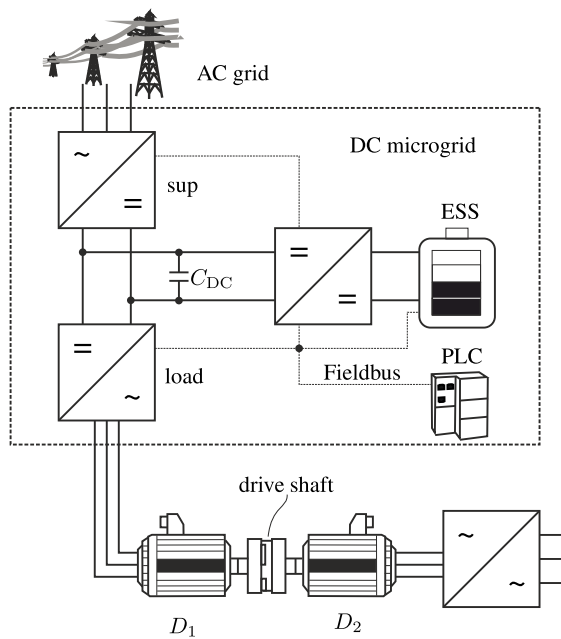 AC grid
DC microgrid
~
sup
=
ESS
=
C_DC
=
=
load
~
Fieldbus
PLC
drive shaft
~
~
D_1
D_2